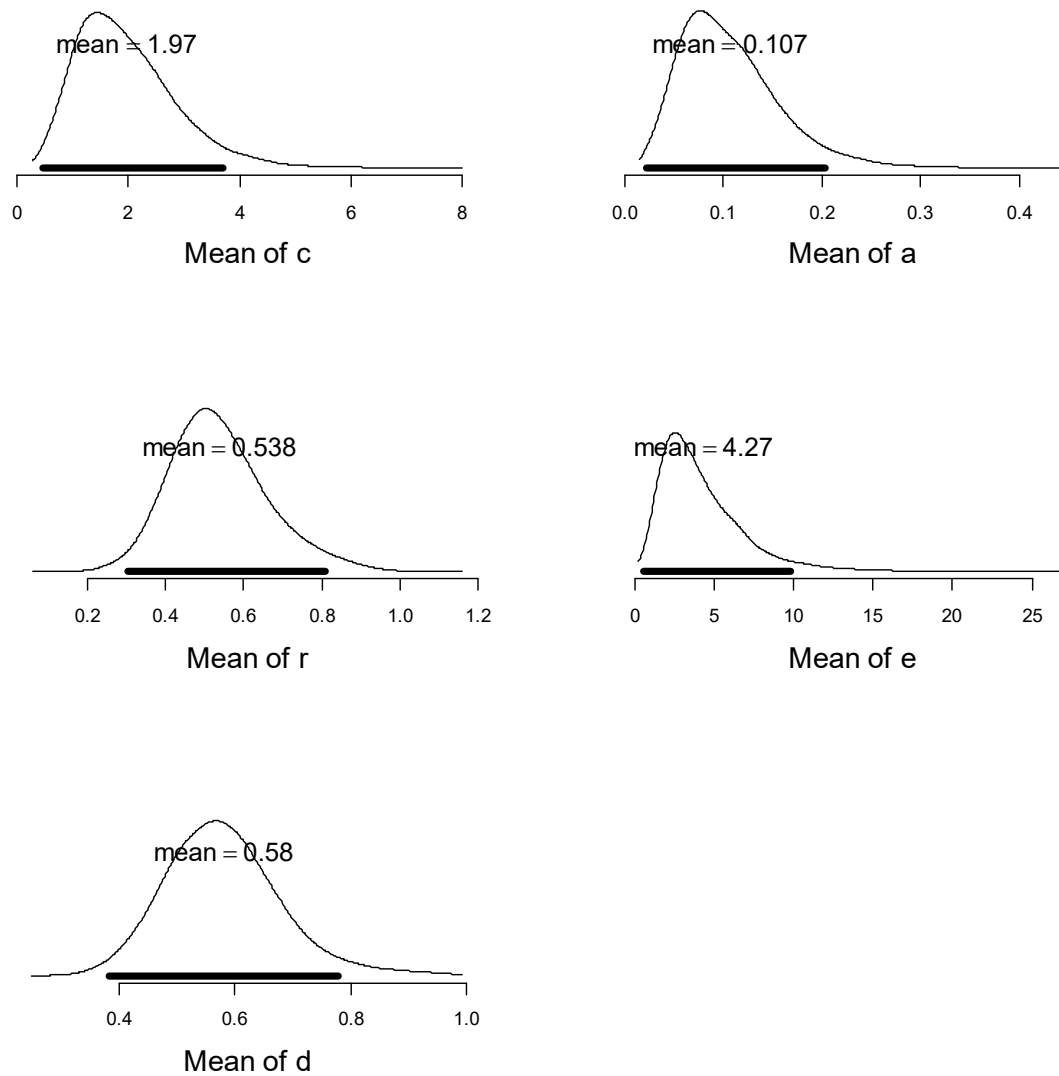 mean = 1.97
0 2 4 6 8
Mean of c
mean = 0.107
0.0 0.1 0.2 0.3 0.4
Mean of a
mean = 0.538
0.2 0.4 0.6 0.8 1.0 1.2
Mean of r
mean = 4.27
0 5 10 15 20 25
Mean of e
mean = 0.58
0.4 0.6 0.8 1.0
Mean of d